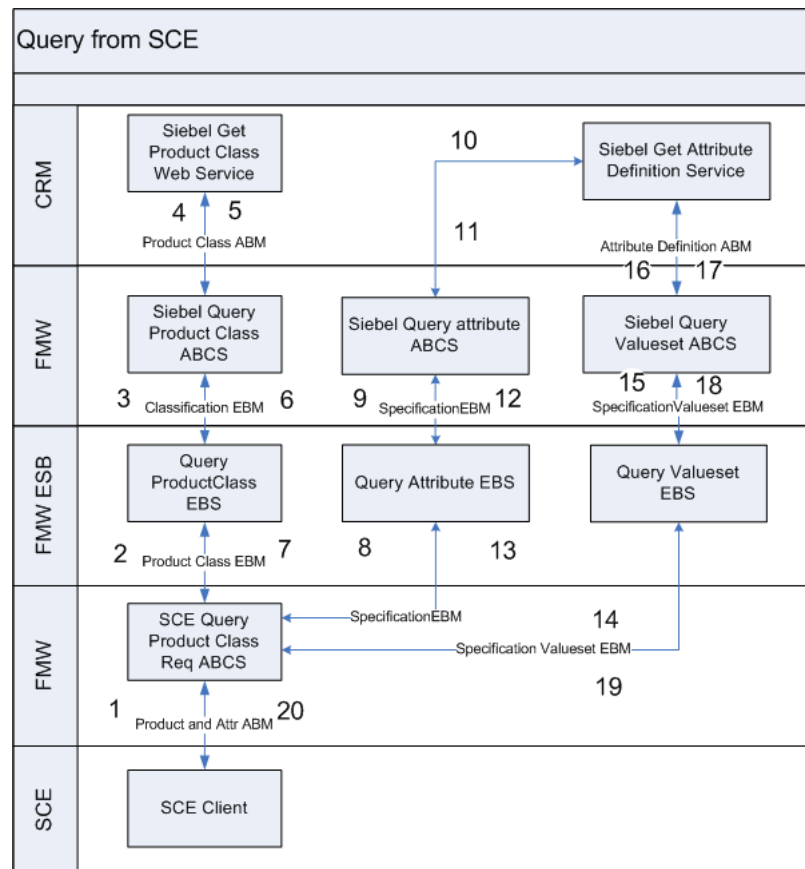 Query from SCE
CRM
Siebel Get
Product Class
Web Service
10
Siebel Get Attribute
Definition Service
4
5
Product Class ABM
11
Attribute Definition ABM
16
17
FMW
Siebel Query
Product Class
ABCS
Siebel Query attribute
ABCS
Siebel Query
Valueset ABCS
3
Classification EBM
6
9
SpecificationEBM
12
15
18
SpecificationValueset EBM
FMW ESB
Query
ProductClass
EBS
Query Attribute EBS
Query Valueset
EBS
2
Product Class EBM
7
8
13
FMW
SCE Query
Product Class
Req ABCS
SpecificationEBM
14
Specification Valueset EBM
19
1
Product and Attr ABM
20
SCE
SCE Client